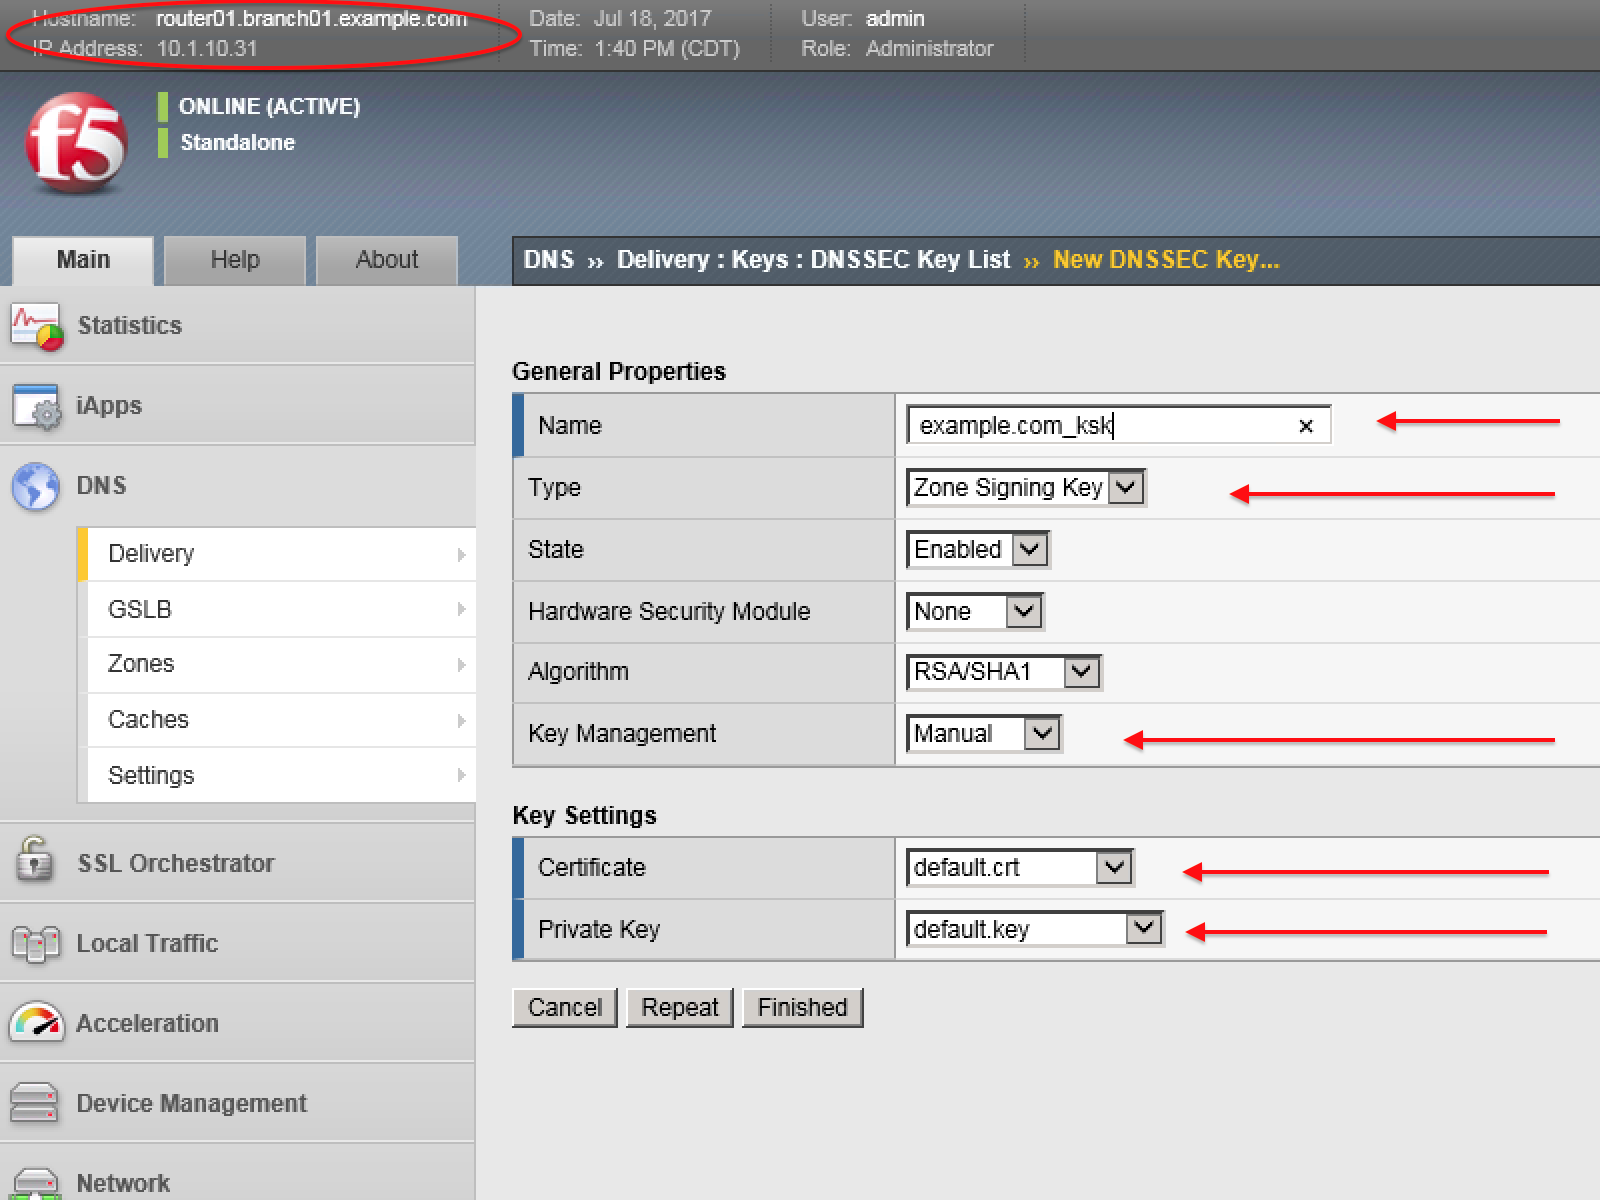 Hostname: router01.branch01.example.com Date: Jul 18, 2017 User: admin
IP Address: 10.1.10.31 Time: 1:40 PM (CDT) Role: Administrator
f5
ONLINE (ACTIVE)
Standalone
Main Help About
DNS ›› Delivery : Keys : DNSSEC Key List ›› New DNSSEC Key...
Statistics
iApps
DNS
Delivery
GSLB
Zones
Caches
Settings
SSL Orchestrator
Local Traffic
Acceleration
Device Management
Network
General Properties
Name example.com_ksk ×
Type Zone Signing Key
State Enabled
Hardware Security Module None
Algorithm RSA/SHA1
Key Management Manual
Key Settings
Certificate default.crt
Private Key default.key
Cancel Repeat Finished